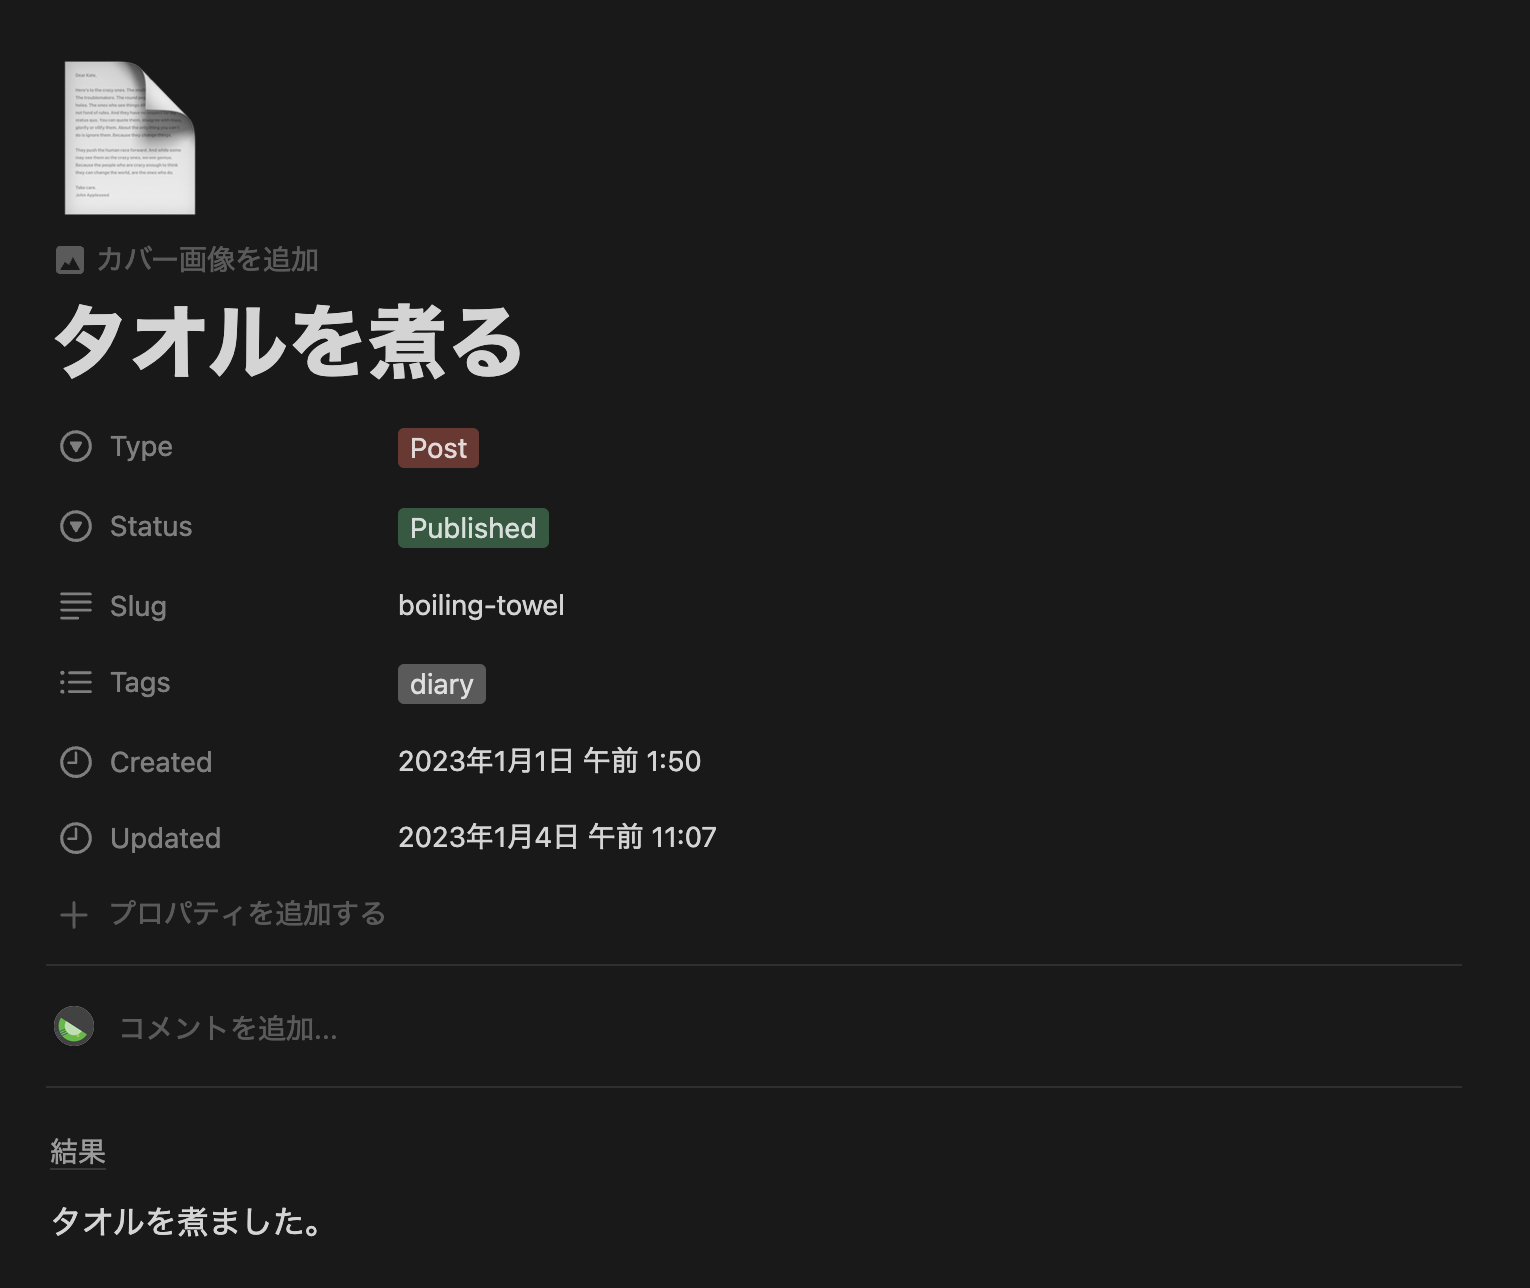 カバー画像を追加
タオルを煮る
Type Post
Status Published
Slug boiling-towel
Tags diary
Created 2023年1月1日 午前 1:50
Updated 2023年1月4日 午前 11:07
プロパティを追加する
コメントを追加...
結果
タオルを煮ました。